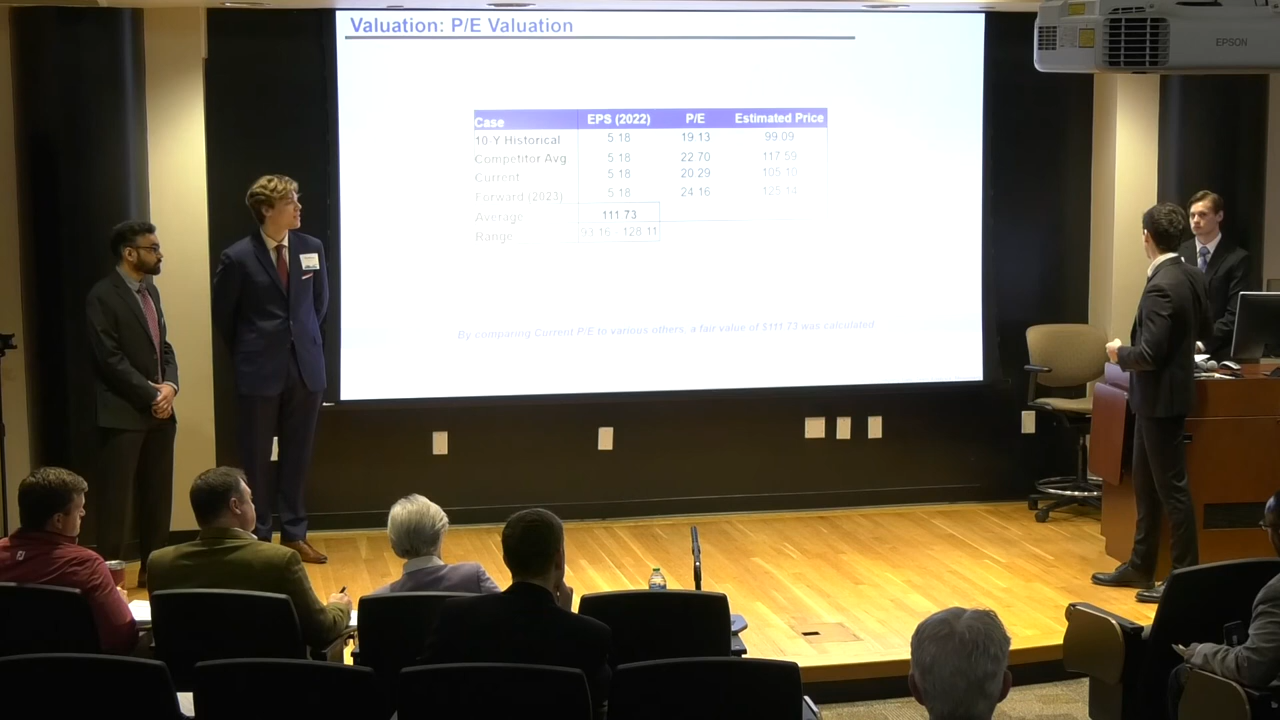 Valuation: P/E Valuation
EPSON
Case EPS (2022) P/E Estimated Price
10 Y Historical 5.18 19.13 99.09
Competitor Avg 5.18 22.70 117.59
Current 5.18 20.29 105.10
Forward (2023) 5.18 24.16 125.14
Average 111.73
Range 93.16 - 128.11
By comparing Current P/E to various others, a fair value of $111.73 was calculated